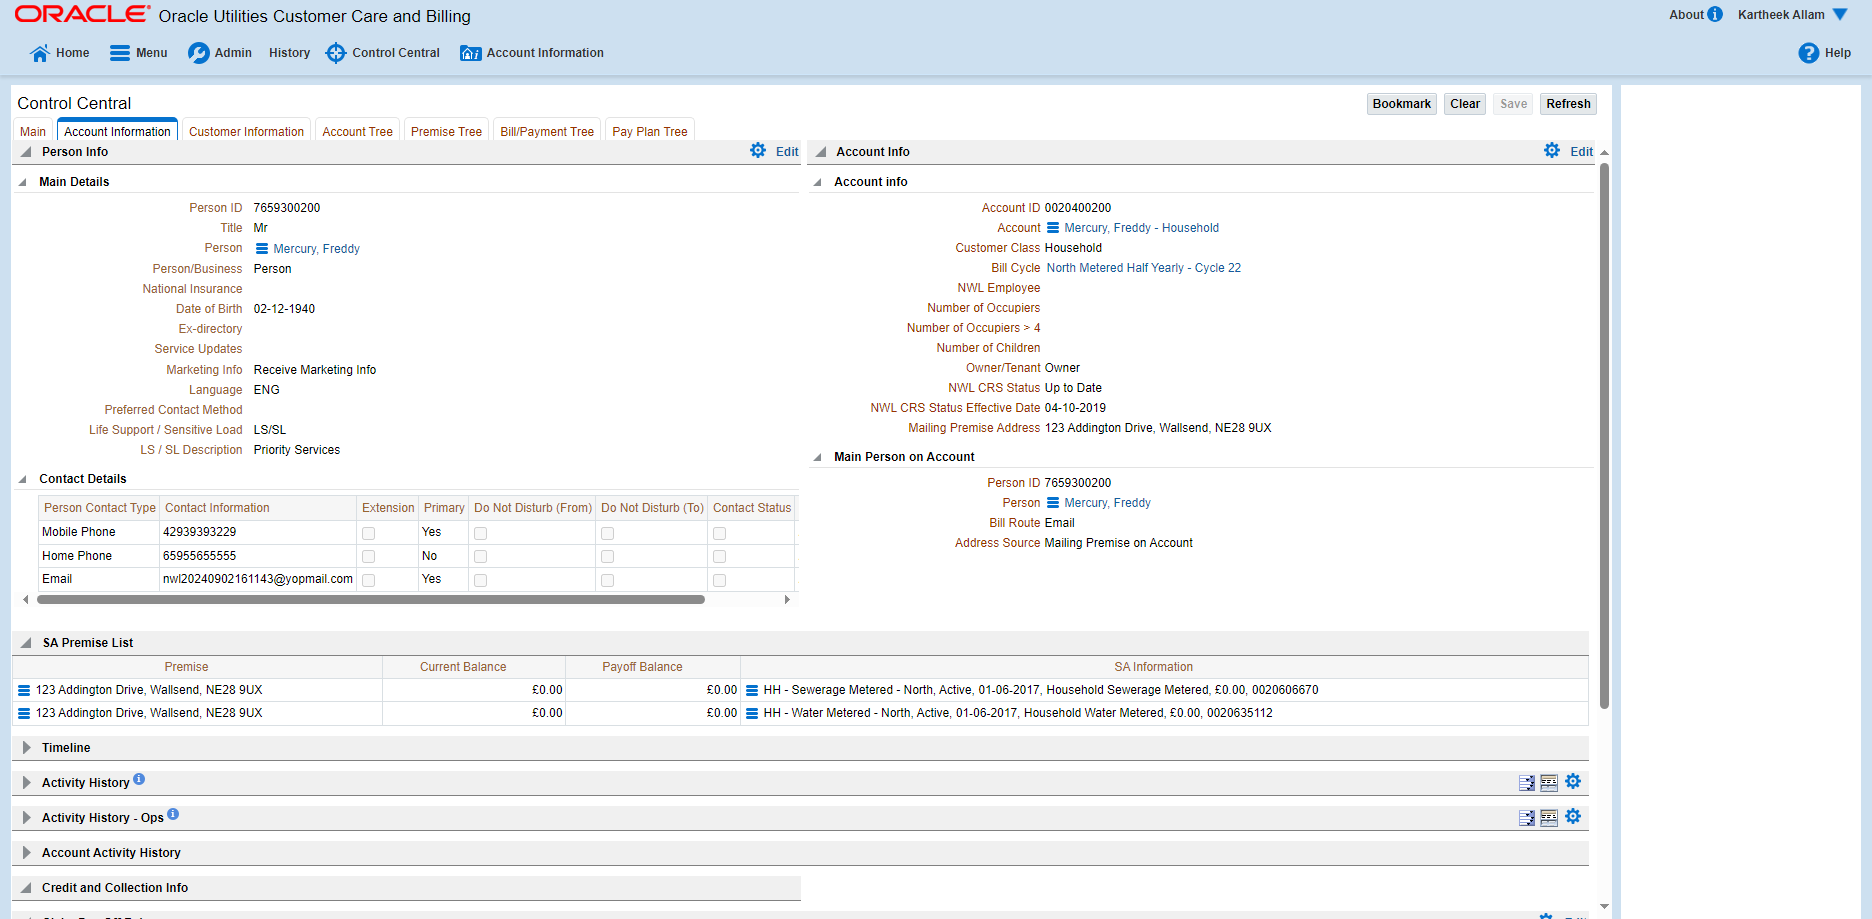 ORACLE Oracle Utilities Customer Care and Billing
About Kartheek Allam
Home Menu Admin History Control Central Account Information Help
Control Central
Bookmark Clear Save Refresh
Main Account Information Customer Information Account Tree Premise Tree Bill/Payment Tree Pay Plan Tree
Person Info Edit
Main Details
Person ID 7659300200
Title Mr
Person Mercury, Freddy
Person/Business Person
National Insurance
Date of Birth 02-12-1940
Ex-directory
Service Updates
Marketing Info Receive Marketing Info
Language ENG
Preferred Contact Method
Life Support / Sensitive Load LS/SL
LS / SL Description Priority Services
Contact Details
Person Contact Type Contact Information Extension Primary Do Not Disturb (From) Do Not Disturb (To) Contact Status
Mobile Phone 42939393229 Yes
Home Phone 65955655555 No
Email nwl20240902161143@yopmail.com Yes
Account Info Edit
Account info
Account ID 0020400200
Account Mercury, Freddy - Household
Customer Class Household
Bill Cycle North Metered Half Yearly - Cycle 22
NWL Employee
Number of Occupiers
Number of Occupiers > 4
Number of Children
Owner/Tenant Owner
NWL CRS Status Up to Date
NWL CRS Status Effective Date 04-10-2019
Mailing Premise Address 123 Addington Drive, Wallsend, NE28 9UX
Main Person on Account
Person ID 7659300200
Person Mercury, Freddy
Bill Route Email
Address Source Mailing Premise on Account
SA Premise List
Premise Current Balance Payoff Balance SA Information
123 Addington Drive, Wallsend, NE28 9UX £0.00 £0.00 HH - Sewerage Metered - North, Active, 01-06-2017, Household Sewerage Metered, £0.00, 0020606670
123 Addington Drive, Wallsend, NE28 9UX £0.00 £0.00 HH - Water Metered - North, Active, 01-06-2017, Household Water Metered, £0.00, 0020635112
Timeline
Activity History
Activity History - Ops
Account Activity History
Credit and Collection Info